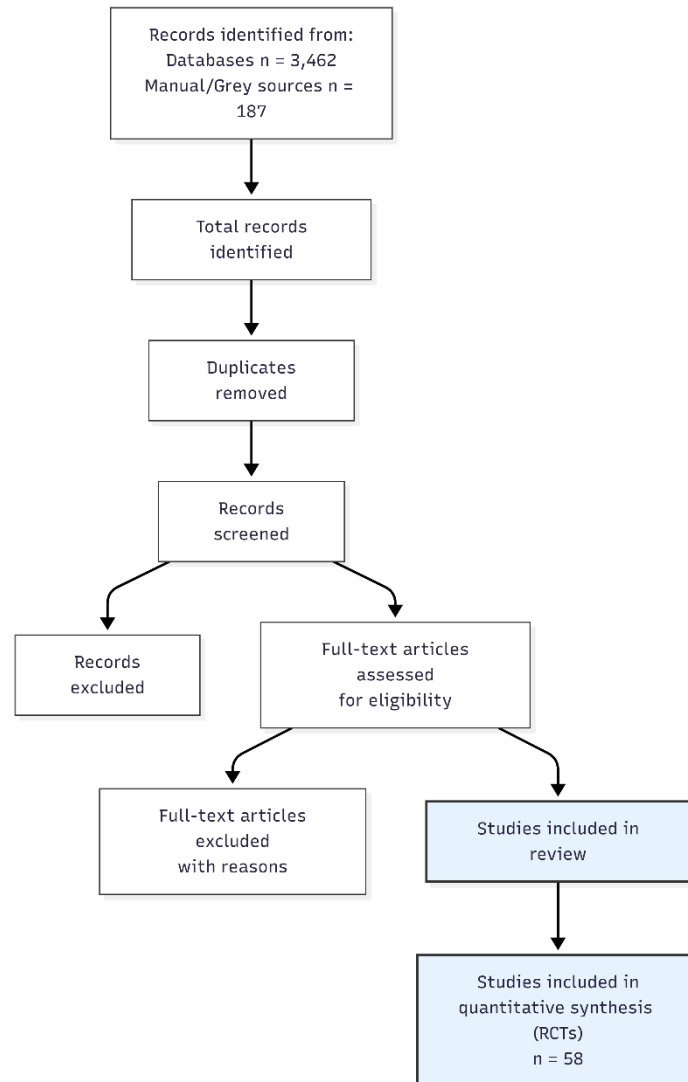 Records identified from:
Databases n = 3,462
Manual/Grey sources n =
187
Total records
identified
Duplicates
removed
Records
screened
Records
excluded
Full-text articles
assessed
for eligibility
Full-text articles
excluded
with reasons
Studies included in
review
Studies included in
quantitative synthesis
(RCTs)
n = 58